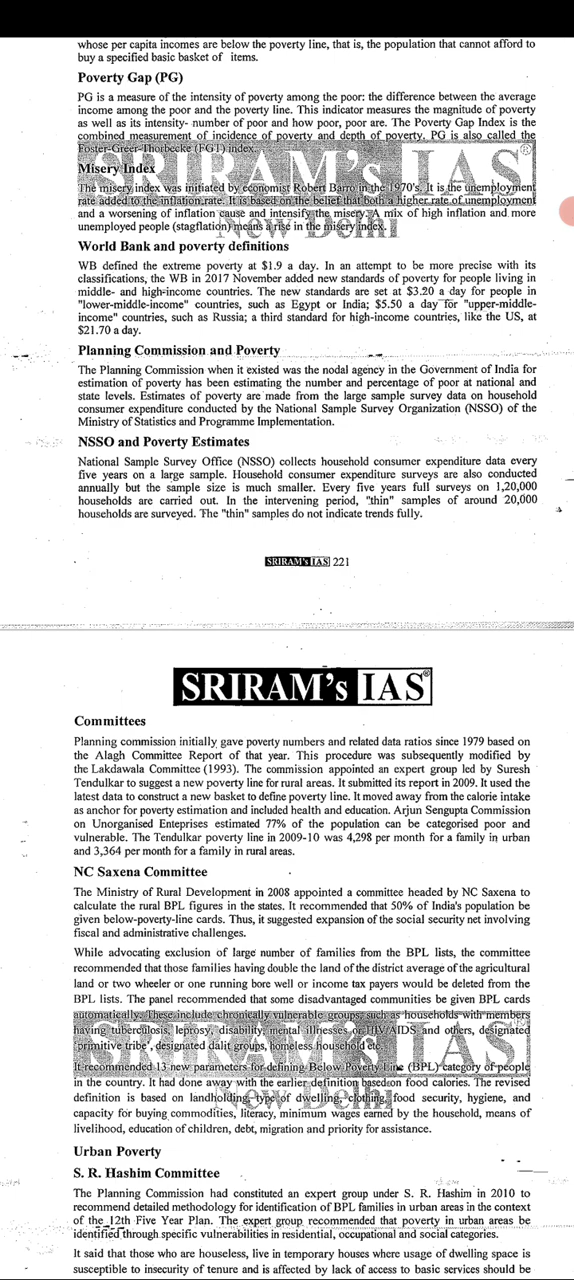 whose per capita incomes are below the poverty line, that is, the population that cannot afford to
buy a specified basic basket of items.
Poverty Gap (PG)
PG is a measure of the intensity of poverty among the poor: the difference between the average
income among the poor and the poverty line. This indicator measures the magnitude of poverty
as well as its intensity- number of poor and how poor, poor are. The Poverty Gap Index is the
combined measurement of incidence of poverty and depth of poverty. PG is also called the
Foster-Greer-Thorbecke (FGT) index.
SRIRAM's IAS®
Misery Index
The misery index was initiated by economist Robert Barro in the 1970's. It is the unemployment
rate added to the inflation rate. It is based on the belief that both a higher rate of unemployment
and a worsening of inflation cause and intensify the misery. A mix of high inflation and more
unemployed people (stagflation) means a rise in the misery index.
New Delhi
World Bank and poverty definitions
WB defined the extreme poverty at $1.9 a day. In an attempt to be more precise with its
classifications, the WB in 2017 November added new standards of poverty for people living in
middle- and high-income countries. The new standards are set at $3.20 a day for people in
"lower-middle-income" countries, such as Egypt or India; $5.50 a day for "upper-middle-
income" countries, such as Russia; a third standard for high-income countries, like the US, at
$21.70 a day.
Planning Commission and Poverty
The Planning Commission when it existed was the nodal agency in the Government of India for
estimation of poverty has been estimating the number and percentage of poor at national and
state levels. Estimates of poverty are made from the large sample survey data on household
consumer expenditure conducted by the National Sample Survey Organization (NSSO) of the
Ministry of Statistics and Programme Implementation.
NSSO and Poverty Estimates
National Sample Survey Office (NSSO) collects household consumer expenditure data every
five years on a large sample. Household consumer expenditure surveys are also conducted
annually but the sample size is much smaller. Every five years full surveys on 1,20,000
households are carried out. In the intervening period, "thin" samples of around 20,000
households are surveyed. The "thin" samples do not indicate trends fully.
SRIRAM's IAS 221
SRIRAM's IAS®
Committees
Planning commission initially gave poverty numbers and related data ratios since 1979 based on
the Alagh Committee Report of that year. This procedure was subsequently modified by
the Lakdawala Committee (1993). The commission appointed an expert group led by Suresh
Tendulkar to suggest a new poverty line for rural areas. It submitted its report in 2009. It used the
latest data to construct a new basket to define poverty line. It moved away from the calorie intake
as anchor for poverty estimation and included health and education. Arjun Sengupta Commission
on Unorganised Enteprises estimated 77% of the population can be categorised poor and
vulnerable. The Tendulkar poverty line in 2009-10 was 4,298 per month for a family in urban
and 3,364 per month for a family in rural areas.
NC Saxena Committee
The Ministry of Rural Development in 2008 appointed a committee headed by NC Saxena to
calculate the rural BPL figures in the states. It recommended that 50% of India's population be
given below-poverty-line cards. Thus, it suggested expansion of the social security net involving
fiscal and administrative challenges.
While advocating exclusion of large number of families from the BPL lists, the committee
recommended that those families having double the land of the district average of the agricultural
land or two wheeler or one running bore well or income tax payers would be deleted from the
BPL lists. The panel recommended that some disadvantaged communities be given BPL cards
automatically. These include chronically vulnerable groups such as households with members
having tuberculosis, leprosy, disability, mental illnesses or HIV/AIDS and others, designated
'primitive tribe', designated dalit groups, homeless household etc.
SRIRAM's IAS
It recommended 13 new parameters for defining Below Poverty Line (BPL) category of people
in the country. It had done away with the earlier definition based on food calories. The revised
definition is based on landholding, type of dwelling, clothing, food security, hygiene, and
New Delhi
capacity for buying commodities, literacy, minimum wages earned by the household, means of
livelihood, education of children, debt, migration and priority for assistance.
Urban Poverty
S. R. Hashim Committee
The Planning Commission had constituted an expert group under S. R. Hashim in 2010 to
recommend detailed methodology for identification of BPL families in urban areas in the context
of the 12th Five Year Plan. The expert group recommended that poverty in urban areas be
identified through specific vulnerabilities in residential, occupational and social categories.
It said that those who are houseless, live in temporary houses where usage of dwelling space is
susceptible to insecurity of tenure and is affected by lack of access to basic services should be